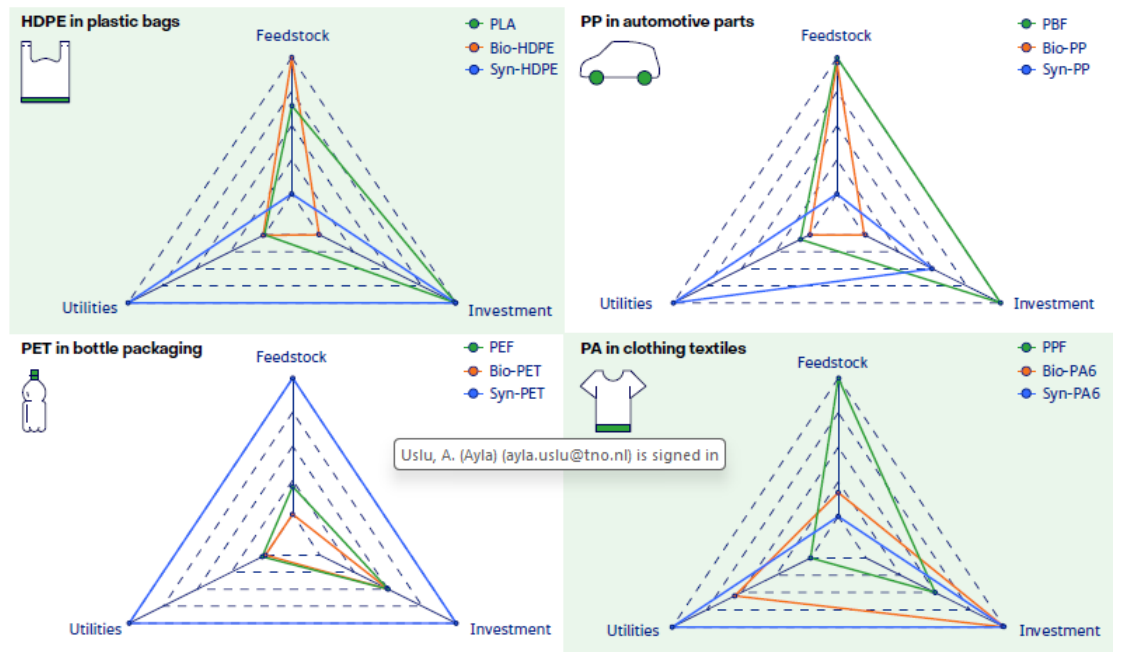 HDPE in plastic bags
PLA
Bio-HDPE
Syn-HDPE
Feedstock
Utilities
Investment
PP in automotive parts
PBF
Bio-PP
Syn-PP
Feedstock
Utilities
Investment
PET in bottle packaging
PEF
Bio-PET
Syn-PET
Feedstock
Utilities
Investment
PA in clothing textiles
PPF
Bio-PA6
Syn-PA6
Feedstock
Utilities
Investment
Uslu, A. (Ayla) (ayla.uslu@tno.nl) is signed in